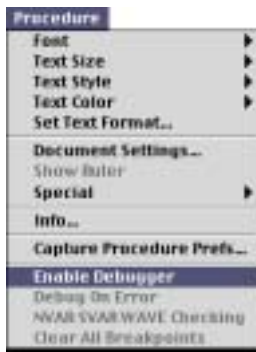 Procedure
Font
Text Size
Text Style
Text Color
Set Text Format...
Document Settings...
Show Ruler
Special
Info...
Capture Procedure Prefs...
Enable Debugger
Debug On Error
NVAR SVAR WAVE Checking
Clear All Breakpoints